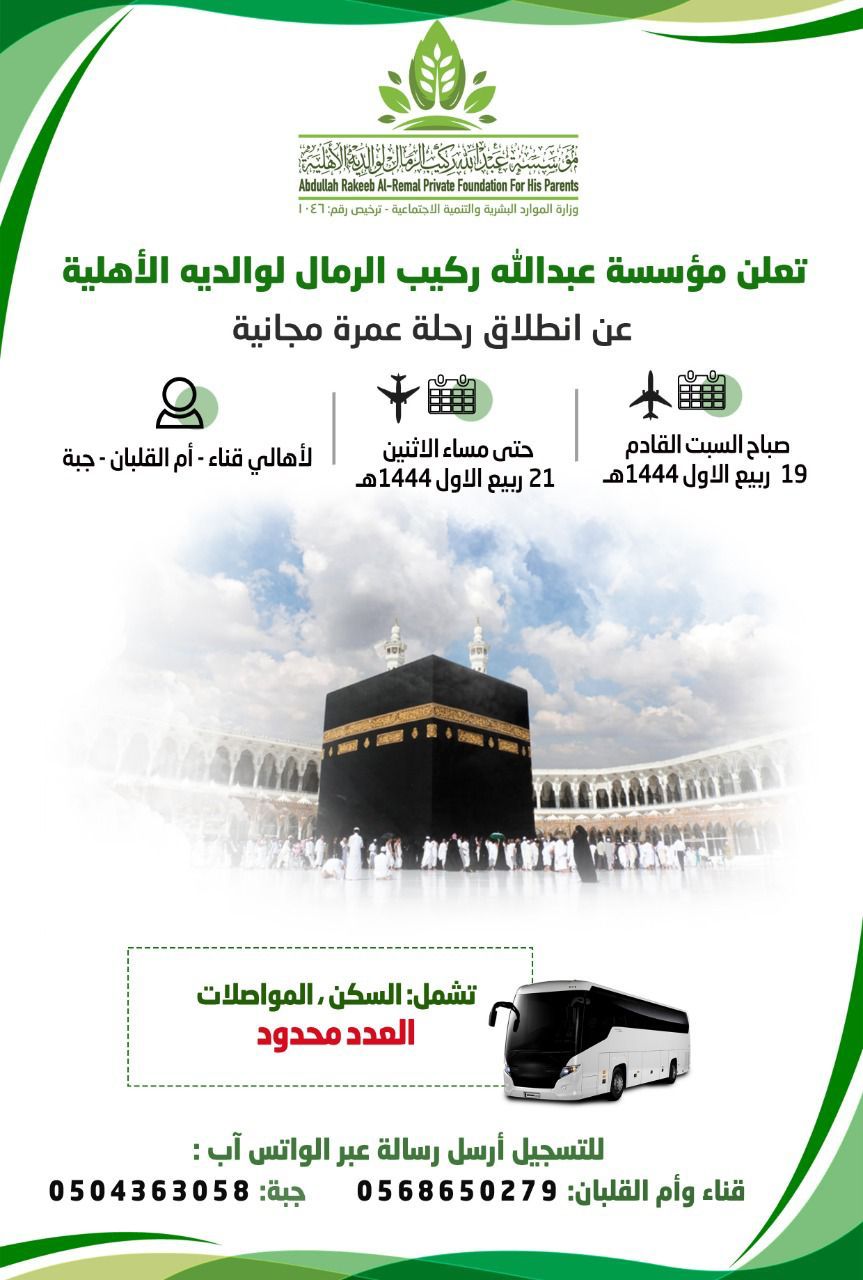 مؤسسة عبدالله ركيب الرمال لوالديه الأهلية
Abdullah Rakeeb Al-Remal Private Foundation For His Parents
وزارة الموارد البشرية والتنمية الاجتماعية - ترخيص رقم: ١٠٤٦
تعلن مؤسسة عبدالله ركيب الرمال لوالديه الأهلية
عن انطلاق رحلة عمرة مجانية
صباح السبت القادم
19 ربيع الاول 1444هـ
حتى مساء الاثنين
21 ربيع الاول 1444هـ
لأهالي قناء - أم القلبان - جبة
تشمل: السكن ، المواصلات
العدد محدود
للتسجيل أرسل رسالة عبر الواتس آب :
قناء وأم القلبان: 0568650279 جبة: 0504363058